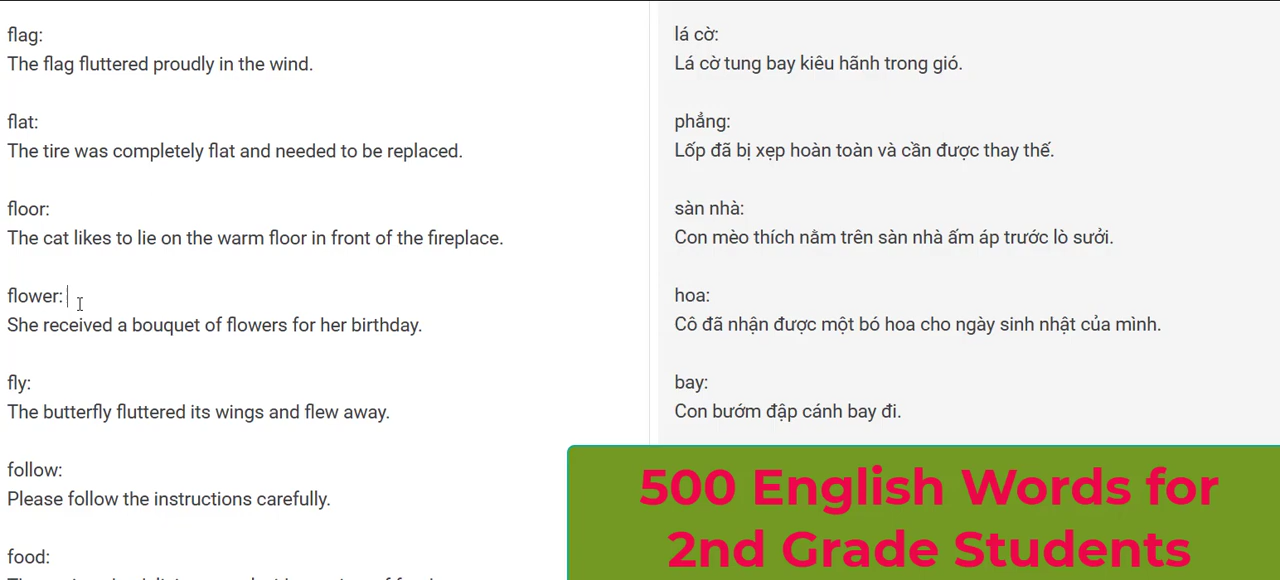 flag:
The flag fluttered proudly in the wind.
flat:
The tire was completely flat and needed to be replaced.
floor:
The cat likes to lie on the warm floor in front of the fireplace.
flower:
She received a bouquet of flowers for her birthday.
fly:
The butterfly fluttered its wings and flew away.
follow:
Please follow the instructions carefully.
food:
lá cờ:
Lá cờ tung bay kiêu hãnh trong gió.
phẳng:
Lốp đã bị xẹp hoàn toàn và cần được thay thế.
sàn nhà:
Con mèo thích nằm trên sàn nhà ấm áp trước lò sưởi.
hoa:
Cô đã nhận được một bó hoa cho ngày sinh nhật của mình.
bay:
Con bướm đập cánh bay đi.
500 English Words for
2nd Grade Students